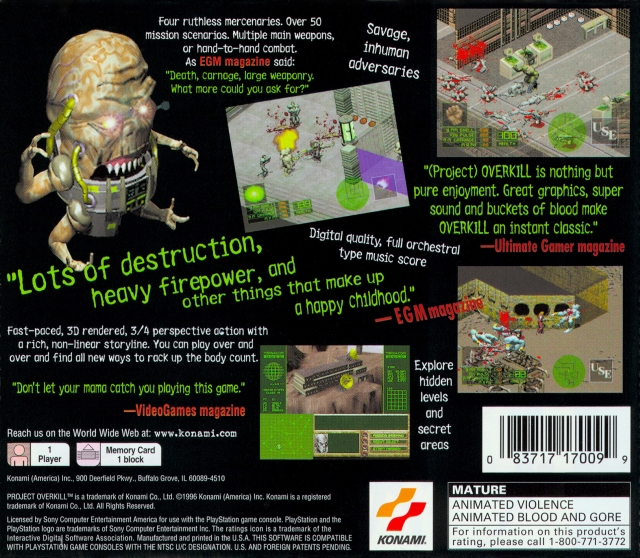 Four ruthless mercenaries. Over 50
mission scenarios. Multiple main weapons,
or hand-to-hand combat.
As EGM magazine said:
"Death, carnage, large weaponry.
What more could you ask for?"
Savage,
inhuman
adversaries
USE
"(Project) OVERKILL is nothing but
pure enjoyment. Great graphics, super
sound and buckets of blood make
OVERKILL an instant classic."
—Ultimate Gamer magazine
Digital quality, full orchestral
type music score
"Lots of destruction,
heavy firepower, and
other things that make up
a happy childhood."
— EGM magazine
Fast-paced, 3D rendered, 3/4 perspective action with
a rich, non-linear storyline. You can play over and
over and find all new ways to rack up the body count.
"Don't let your mama catch you playing this game."
—VideoGames magazine
Explore
hidden
levels
and
secret
areas
USE
Reach us on the World Wide Web at: www.konami.com
1
Player
Memory Card
1 block
Konami (America) Inc., 900 Deerfield Pkwy., Buffalo Grove, IL 60089-4510
PROJECT OVERKILL™ is a trademark of Konami Co., Ltd. ©1996 Konami (America) Inc. Konami is a registered
trademark of Konami Co., Ltd. All Rights Reserved.
Licensed by Sony Computer Entertainment America for use with the PlayStation game console. PlayStation and the
PlayStation logo are trademarks of Sony Computer Entertainment Inc. The ratings icon is a trademark of the
Interactive Digital Software Association. Manufactured and printed in the U.S.A. THIS SOFTWARE IS COMPATIBLE
WITH PLAYSTATION GAME CONSOLES WITH THE NTSC U/C DESIGNATION. U.S. AND FOREIGN PATENTS PENDING.
KONAMI
0 83717 17009 9
MATURE
ANIMATED VIOLENCE
ANIMATED BLOOD AND GORE
For information on this product's
rating, please call 1-800-771-3772